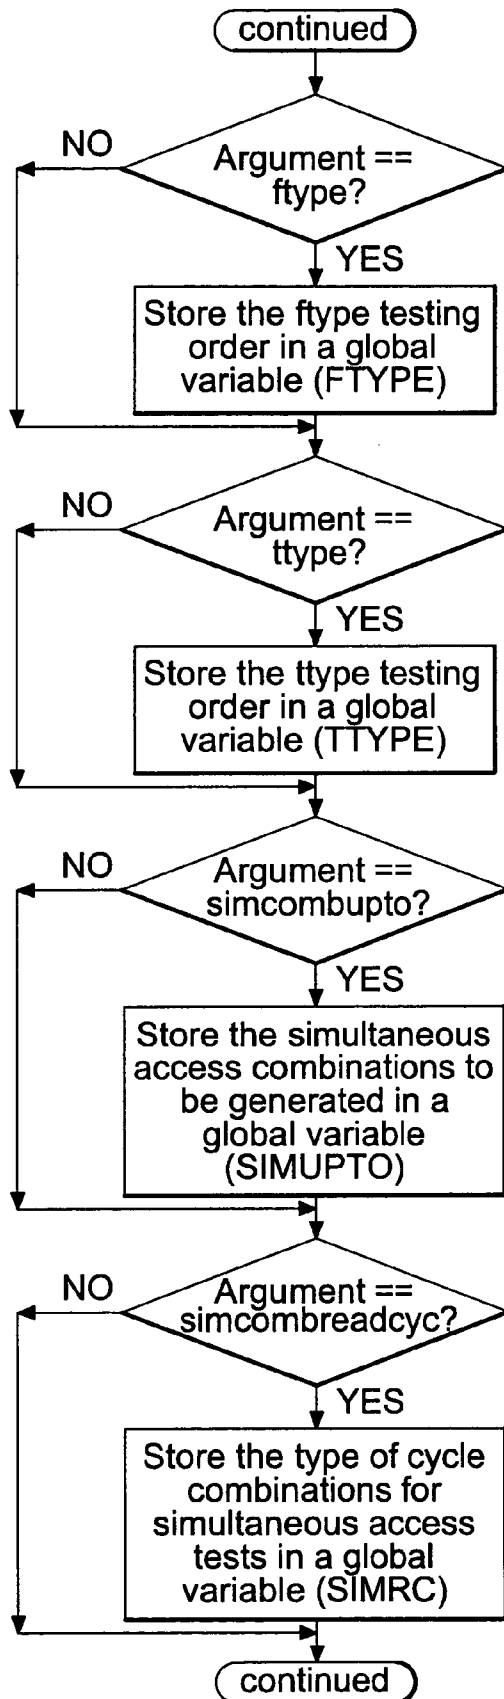 continued
NO
Argument ==
ftype?
YES
Store the ftype testing
order in a global
variable (FTYPE)
NO
Argument ==
ttype?
YES
Store the ttype testing
order in a global
variable (TTYPE)
NO
Argument ==
simcombupto?
YES
Store the simultaneous
access combinations to
be generated in a
global variable
(SIMUPTO)
NO
Argument ==
simcombreadcyc?
YES
Store the type of cycle
combinations for
simultaneous access
tests in a global
variable (SIMRC)
continued